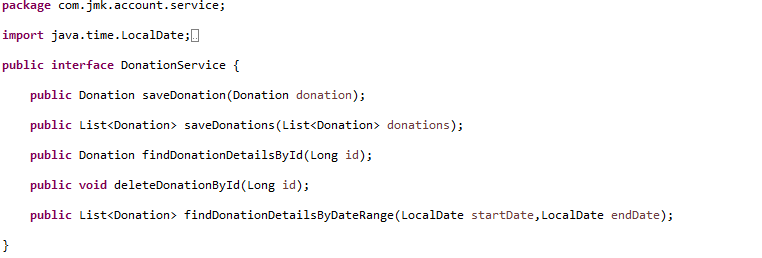 package com.jmk.account.service;
import java.time.LocalDate;
public interface DonationService {
public Donation saveDonation(Donation donation);
public List<Donation> saveDonations(List<Donation> donations);
public Donation findDonationDetailsById(Long id);
public void deleteDonationById(Long id);
public List<Donation> findDonationDetailsByDateRange(LocalDate startDate,LocalDate endDate);
}